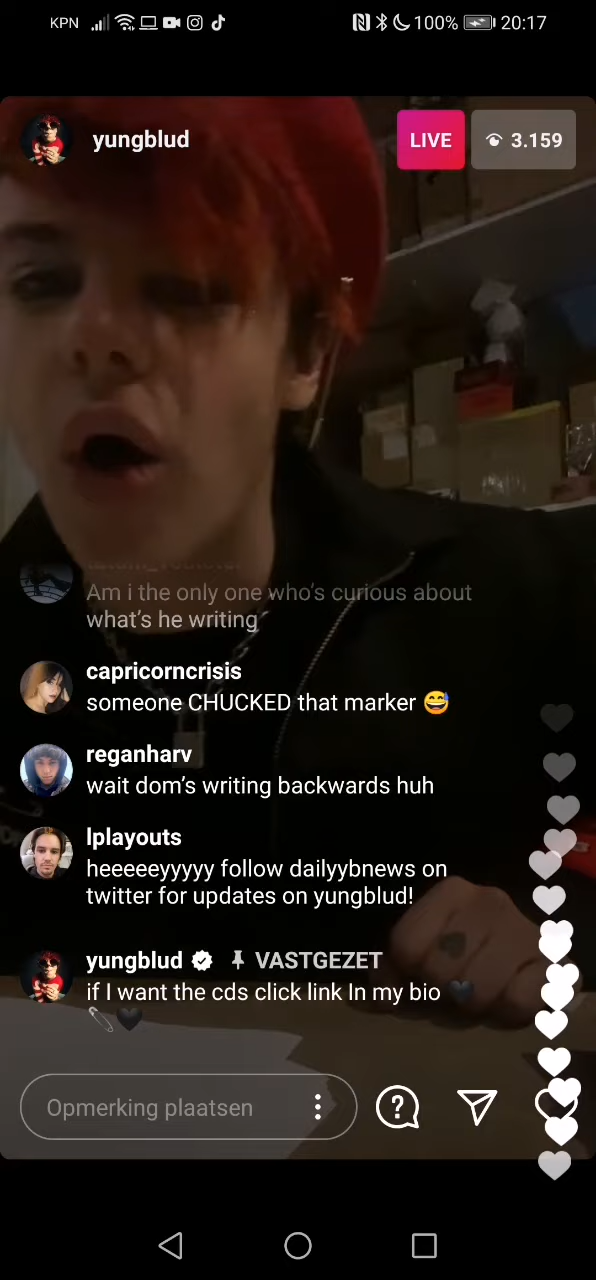 KPN 100% 20:17
yungblud LIVE 3.159
Am i the only one who's curious about
what's he writing
capricorncrisis
someone CHUCKED that marker 😅
reganharv
wait dom's writing backwards huh
lplayouts
heeeeeyyyyy follow dailyybnews on
twitter for updates on yungblud!
yungblud VASTGEZET
if I want the cds click link In my bio 🖤
🧷🖤
Opmerking plaatsen